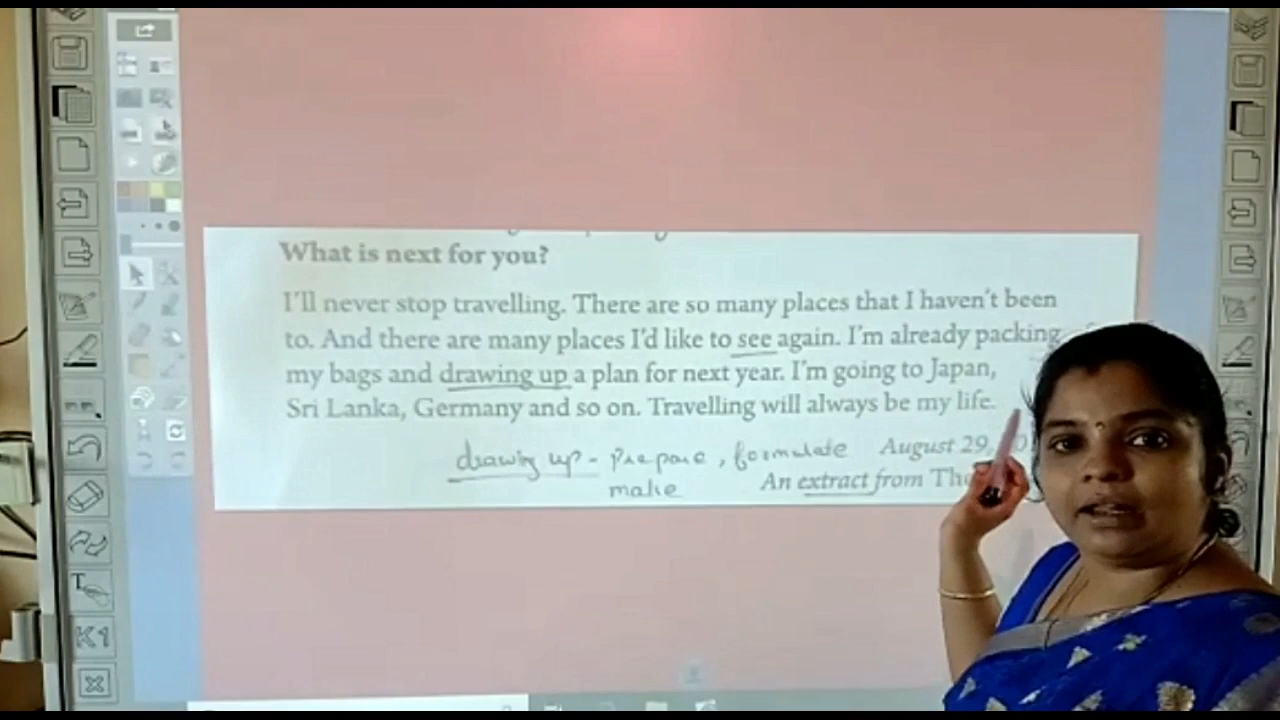 What is next for you?
I'll never stop travelling. There are so many places that I haven't been
to. And there are many places I'd like to see again. I'm already packing
my bags and drawing up a plan for next year. I'm going to Japan,
Sri Lanka, Germany and so on. Travelling will always be my life.
drawing up - Prepare, formulate August 29,
make An extract from The
K1